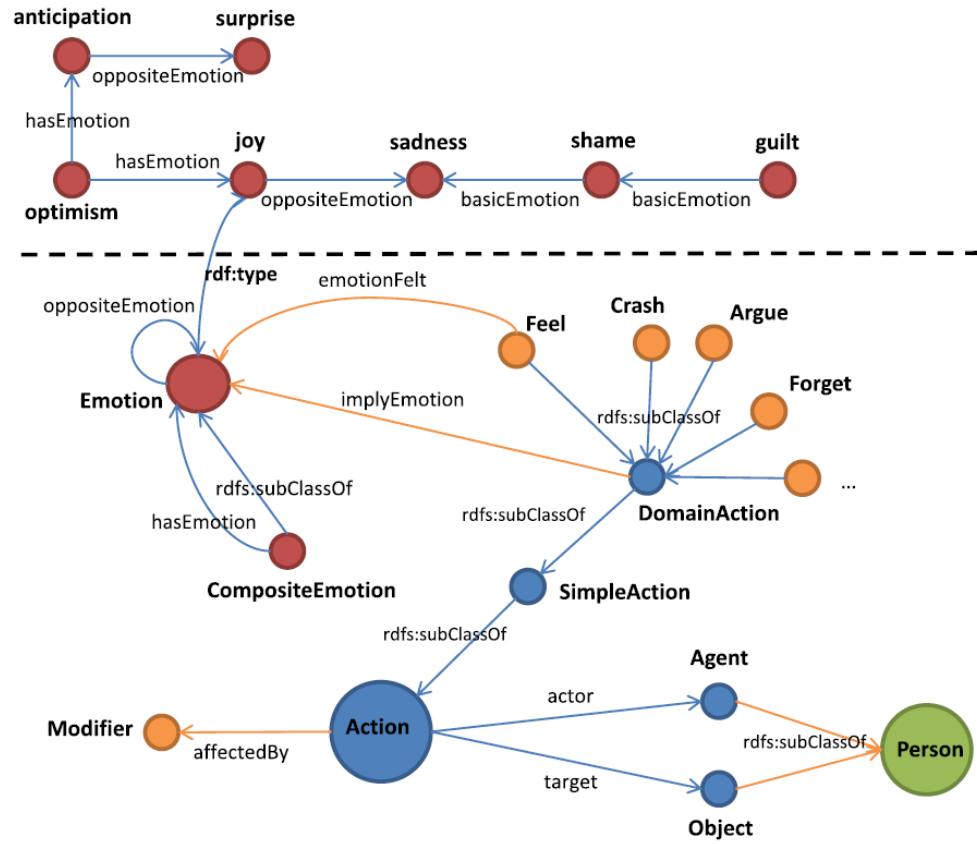 anticipation
surprise
oppositeEmotion
hasEmotion
joy
sadness
shame
guilt
hasEmotion
oppositeEmotion
basicEmotion
basicEmotion
optimism
rdf:type
emotionFelt
oppositeEmotion
Feel
Crash
Argue
Forget
Emotion
implyEmotion
rdfs:subClassOf
...
rdfs:subClassOf
hasEmotion
DomainAction
rdfs:subClassOf
CompositeEmotion
SimpleAction
rdfs:subClassOf
Agent
actor
Modifier
Action
affectedBy
rdfs:subClassOf
Person
target
Object